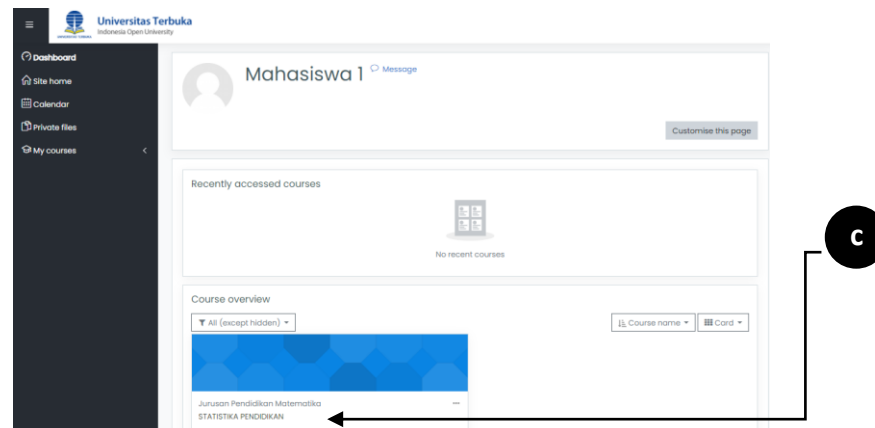 Universitas Terbuka
Indonesia Open University
Dashboard
Site home
Calendar
Private files
My courses
Mahasiswa 1 Message
Customise this page
Recently accessed courses
No recent courses
Course overview
All (except hidden)
Course name
Card
Jurusan Pendidikan Matematika
STATISTIKA PENDIDIKAN
C